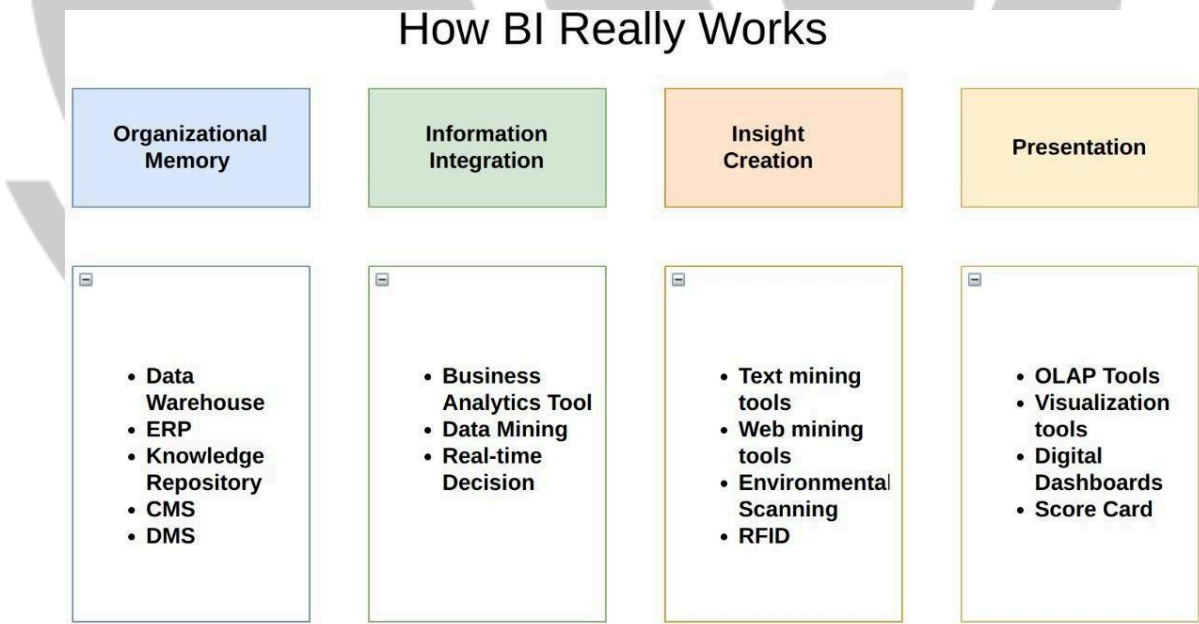 How BI Really Works
Organizational
Memory
Information
Integration
Insight
Creation
Presentation
• Data
Warehouse
• ERP
• Knowledge
Repository
• CMS
• DMS
• Business
Analytics Tool
• Data Mining
• Real-time
Decision
• Text mining
tools
• Web mining
tools
• Environmental
Scanning
• RFID
• OLAP Tools
• Visualization
tools
• Digital
Dashboards
• Score Card